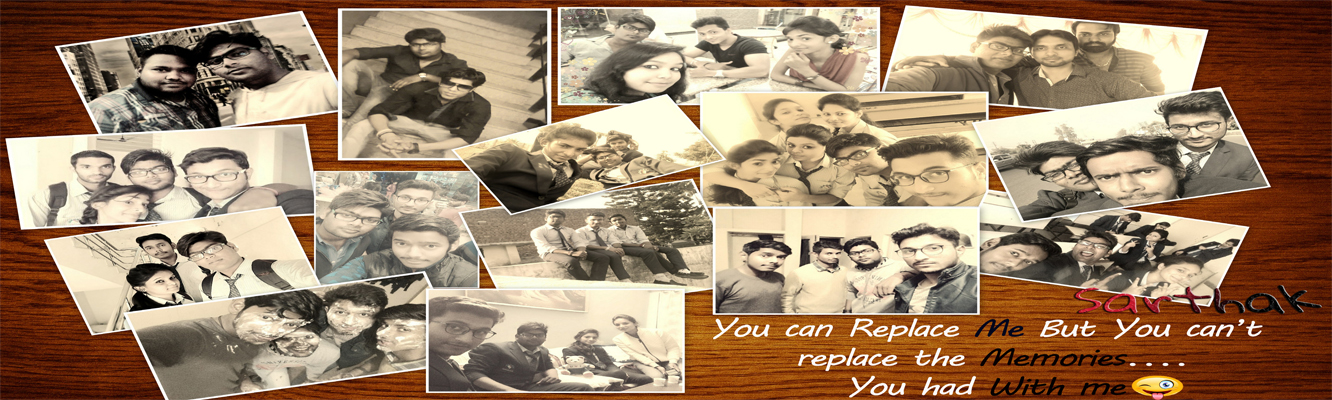 Sarthak
You can Replace Me But You can't
replace the Memories....
You had With me😜